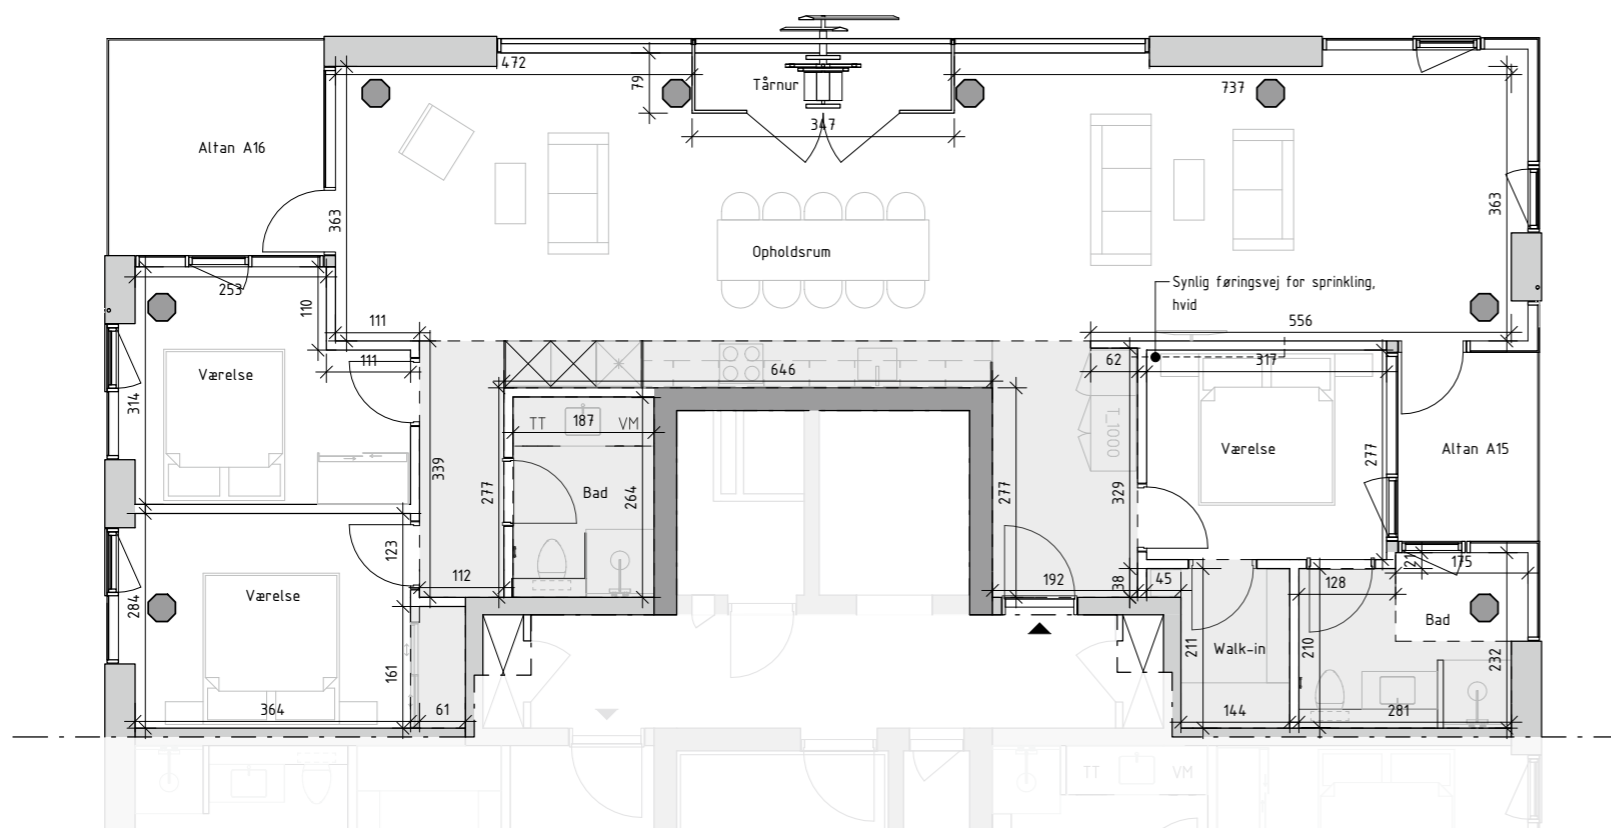 472
79
Tårnur
347
737
Altan A16
363
363
Opholdsrum
Synlig føringsvej for sprinkling,
hvid
253
110
111
111
556
62
317
Værelse
314
646
339
277
TT
187
VM
264
Bad
277
T_1000
329
Værelse
277
Altan A15
123
112
192
38
45
128
21
175
Værelse
284
161
364
61
211
Walk-in
144
210
Bad
232
281
TT
VM